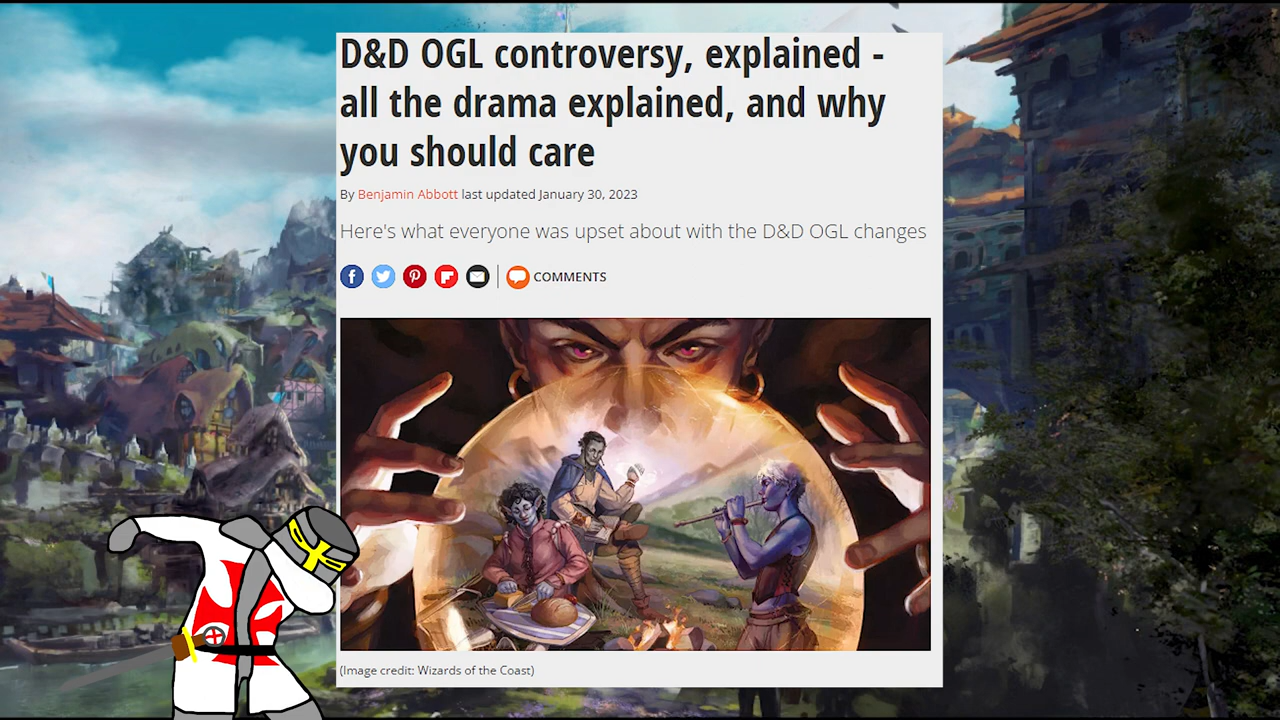 D&D OGL controversy, explained -
all the drama explained, and why
you should care
By Benjamin Abbott last updated January 30, 2023
Here's what everyone was upset about with the D&D OGL changes
COMMENTS
(Image credit: Wizards of the Coast)